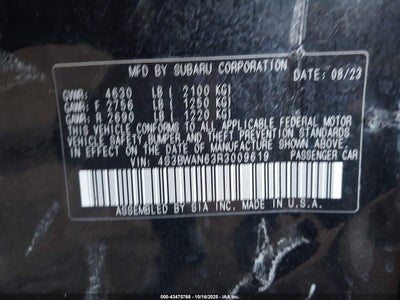 MFD BY SUBARU CORPORATION DATE: 06/23
GVWR: 4630 LB ( 2100 KG)
GAWR: F 2756 LB ( 1250 KG)
GAWR: R 2690 LB ( 1220 KG)
THIS VEHICLE CONFORMS TO ALL APPLICABLE FEDERAL MOTOR
VEHICLE SAFETY, BUMPER, AND THEFT PREVENTION STANDARDS
IN EFFECT ON THE DATE OF MANUFACTURE SHOWN ABOVE.
VIN: 4S3BWAN63R3009619 PASSENGER CAR
ASSEMBLED BY SIA INC. MADE IN U.S.A.
000-43475768 - 10/16/2025 - IAAI.com